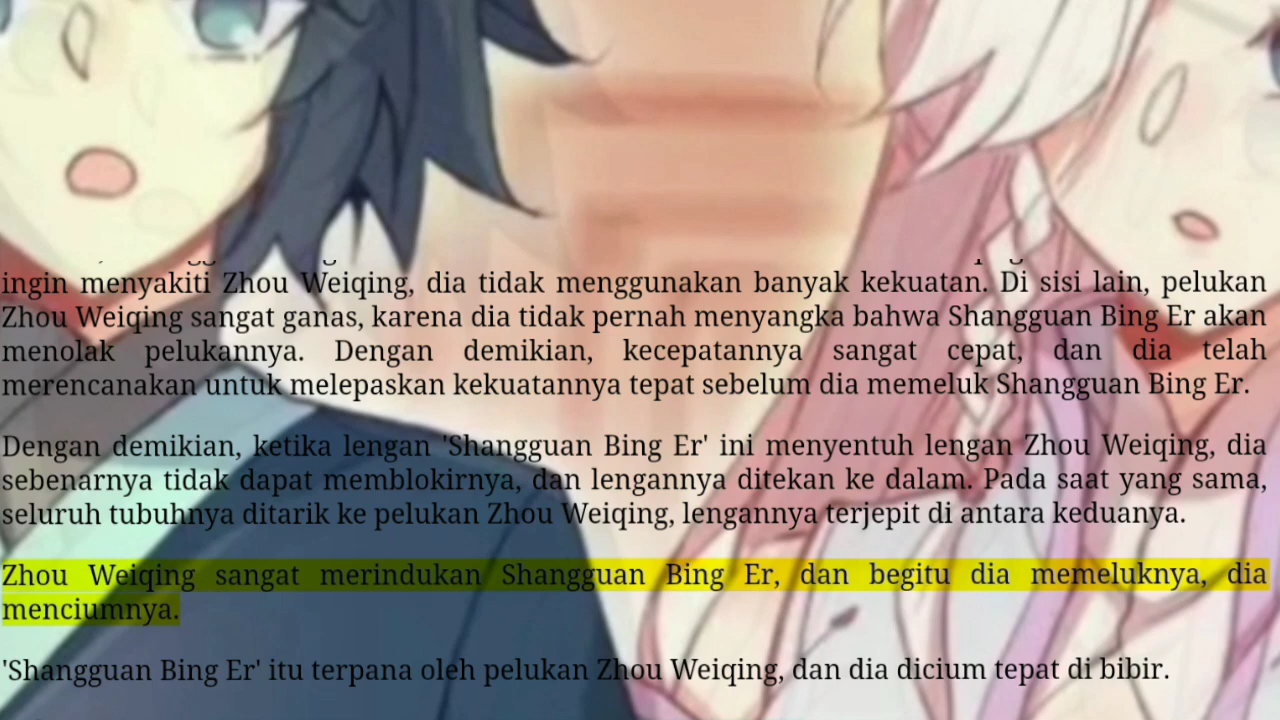 ingin menyakiti Zhou Weiqing, dia tidak menggunakan banyak kekuatan. Di sisi lain, pelukan
Zhou Weiqing sangat ganas, karena dia tidak pernah menyangka bahwa Shangguan Bing Er akan
menolak pelukannya. Dengan demikian, kecepatannya sangat cepat, dan dia telah
merencanakan untuk melepaskan kekuatannya tepat sebelum dia memeluk Shangguan Bing Er.
Dengan demikian, ketika lengan 'Shangguan Bing Er' ini menyentuh lengan Zhou Weiqing, dia
sebenarnya tidak dapat memblokirnya, dan lengannya ditekan ke dalam. Pada saat yang sama,
seluruh tubuhnya ditarik ke pelukan Zhou Weiqing, lengannya terjepit di antara keduanya.
Zhou Weiqing sangat merindukan Shangguan Bing Er, dan begitu dia memeluknya, dia
menciumnya.
'Shangguan Bing Er' itu terpana oleh pelukan Zhou Weiqing, dan dia dicium tepat di bibir.